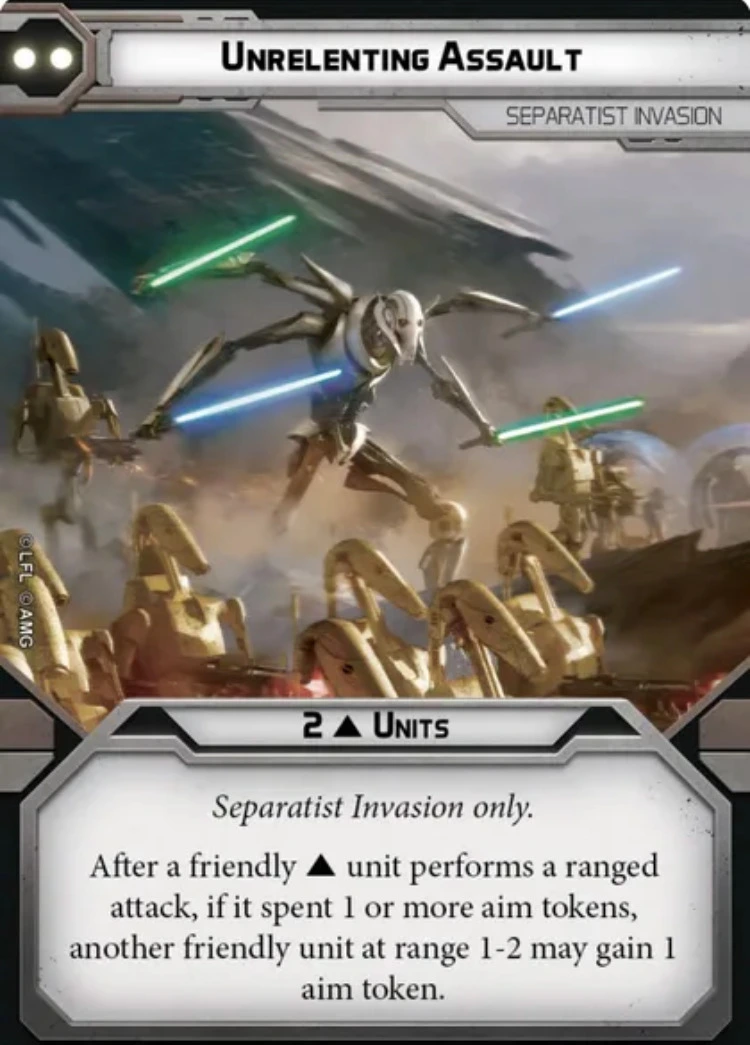 Unrelenting Assault
SEPARATIST INVASION
©LFL ©AMG
2 ▲ Units
Separatist Invasion only.
After a friendly ▲ unit performs a ranged
attack, if it spent 1 or more aim tokens,
another friendly unit at range 1-2 may gain 1
aim token.